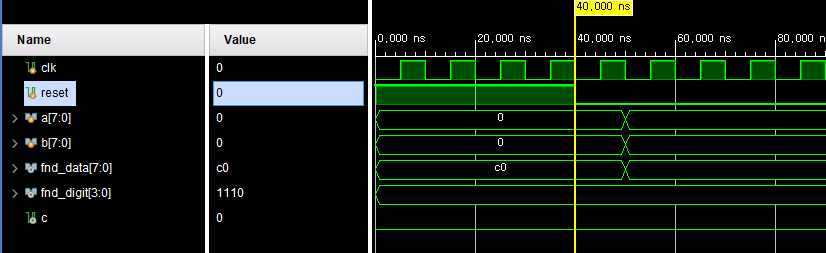 40,000 ns
Name Value 0,000 ns 20,000 ns 40,000 ns 60,000 ns 80,000
clk 0
reset 0
a[7:0] 0 0
b[7:0] 0 0
fnd_data[7:0] c0 c0
fnd_digit[3:0] 1110
c 0